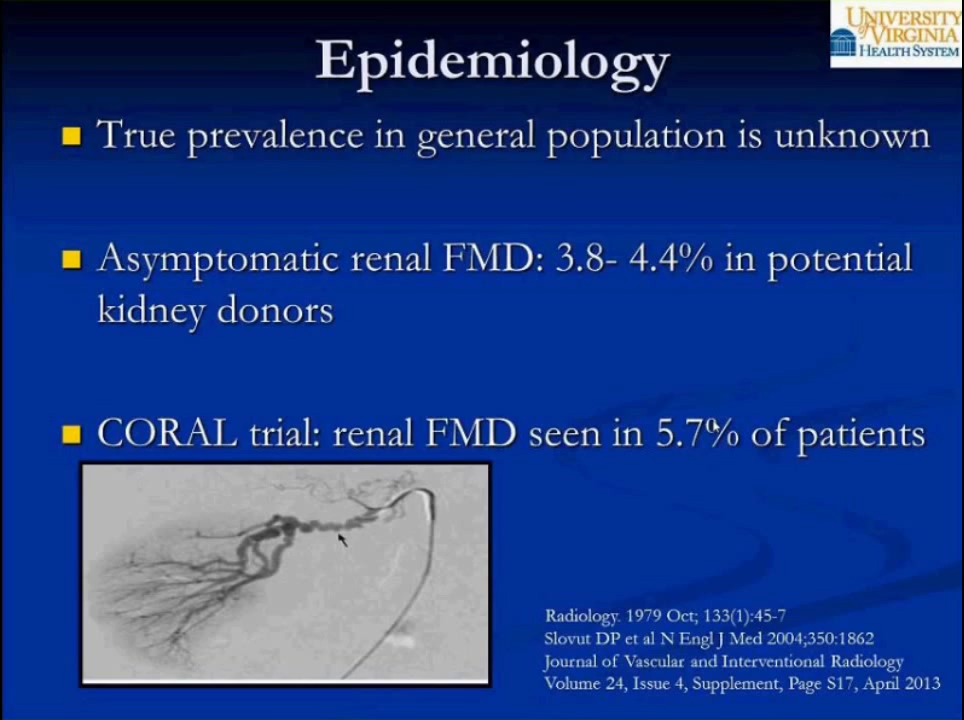 UNIVERSITY
of VIRGINIA
HEALTH SYSTEM
Epidemiology
True prevalence in general population is unknown
Asymptomatic renal FMD: 3.8- 4.4% in potential
kidney donors
CORAL trial: renal FMD seen in 5.7% of patients
Radiology. 1979 Oct; 133(1):45-7
Slovut DP et al N Engl J Med 2004;350:1862
Journal of Vascular and Interventional Radiology
Volume 24, Issue 4, Supplement, Page S17, April 2013